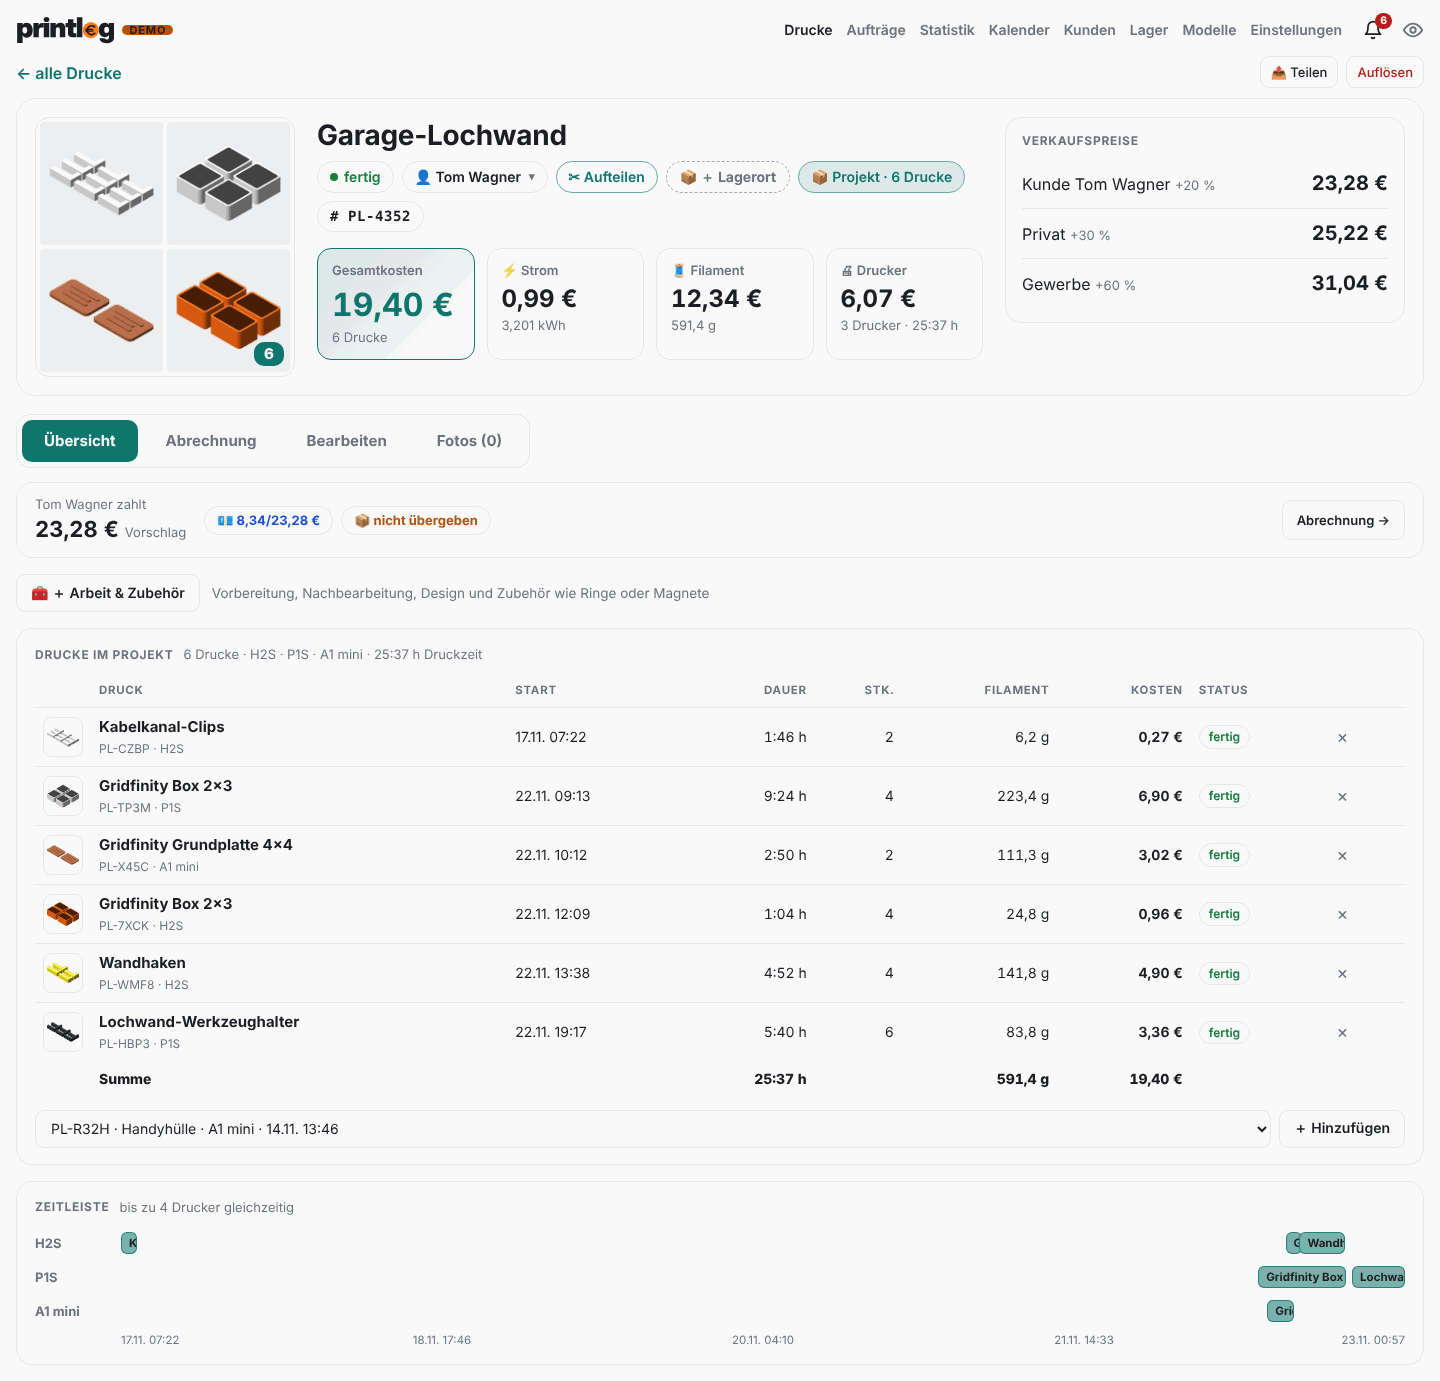 printl€g DEMO
Drucke Aufträge Statistik Kalender Kunden Lager Modelle Einstellungen 6
← alle Drucke
📤 Teilen Auflösen
Garage-Lochwand
fertig 👤 Tom Wagner ▾ ✂ Aufteilen 📦 + Lagerort 📦 Projekt · 6 Drucke
# PL-4352
6
Gesamtkosten
19,40 €
6 Drucke
⚡ Strom
0,99 €
3,201 kWh
🧵 Filament
12,34 €
591,4 g
🖨 Drucker
6,07 €
3 Drucker · 25:37 h
VERKAUFSPREISE
Kunde Tom Wagner +20 % 23,28 €
Privat +30 % 25,22 €
Gewerbe +60 % 31,04 €
Übersicht Abrechnung Bearbeiten Fotos (0)
Tom Wagner zahlt
23,28 € Vorschlag
💶 8,34/23,28 € 📦 nicht übergeben
Abrechnung →
🧰 + Arbeit & Zubehör Vorbereitung, Nachbearbeitung, Design und Zubehör wie Ringe oder Magnete
DRUCKE IM PROJEKT 6 Drucke · H2S · P1S · A1 mini · 25:37 h Druckzeit
DRUCK START DAUER STK. FILAMENT KOSTEN STATUS
Kabelkanal-Clips
PL-CZBP · H2S
17.11. 07:22 1:46 h 2 6,2 g 0,27 € fertig ×
Gridfinity Box 2×3
PL-TP3M · P1S
22.11. 09:13 9:24 h 4 223,4 g 6,90 € fertig ×
Gridfinity Grundplatte 4×4
PL-X45C · A1 mini
22.11. 10:12 2:50 h 2 111,3 g 3,02 € fertig ×
Gridfinity Box 2×3
PL-7XCK · H2S
22.11. 12:09 1:04 h 4 24,8 g 0,96 € fertig ×
Wandhaken
PL-WMF8 · H2S
22.11. 13:38 4:52 h 4 141,8 g 4,90 € fertig ×
Lochwand-Werkzeughalter
PL-HBP3 · P1S
22.11. 19:17 5:40 h 6 83,8 g 3,36 € fertig ×
Summe 25:37 h 591,4 g 19,40 €
PL-R32H · Handyhülle · A1 mini · 14.11. 13:46
+ Hinzufügen
ZEITLEISTE bis zu 4 Drucker gleichzeitig
H2S K G Wandh
P1S Gridfinity Box Lochwa
A1 mini Gri
17.11. 07:22 18.11. 17:46 20.11. 04:10 21.11. 14:33 23.11. 00:57